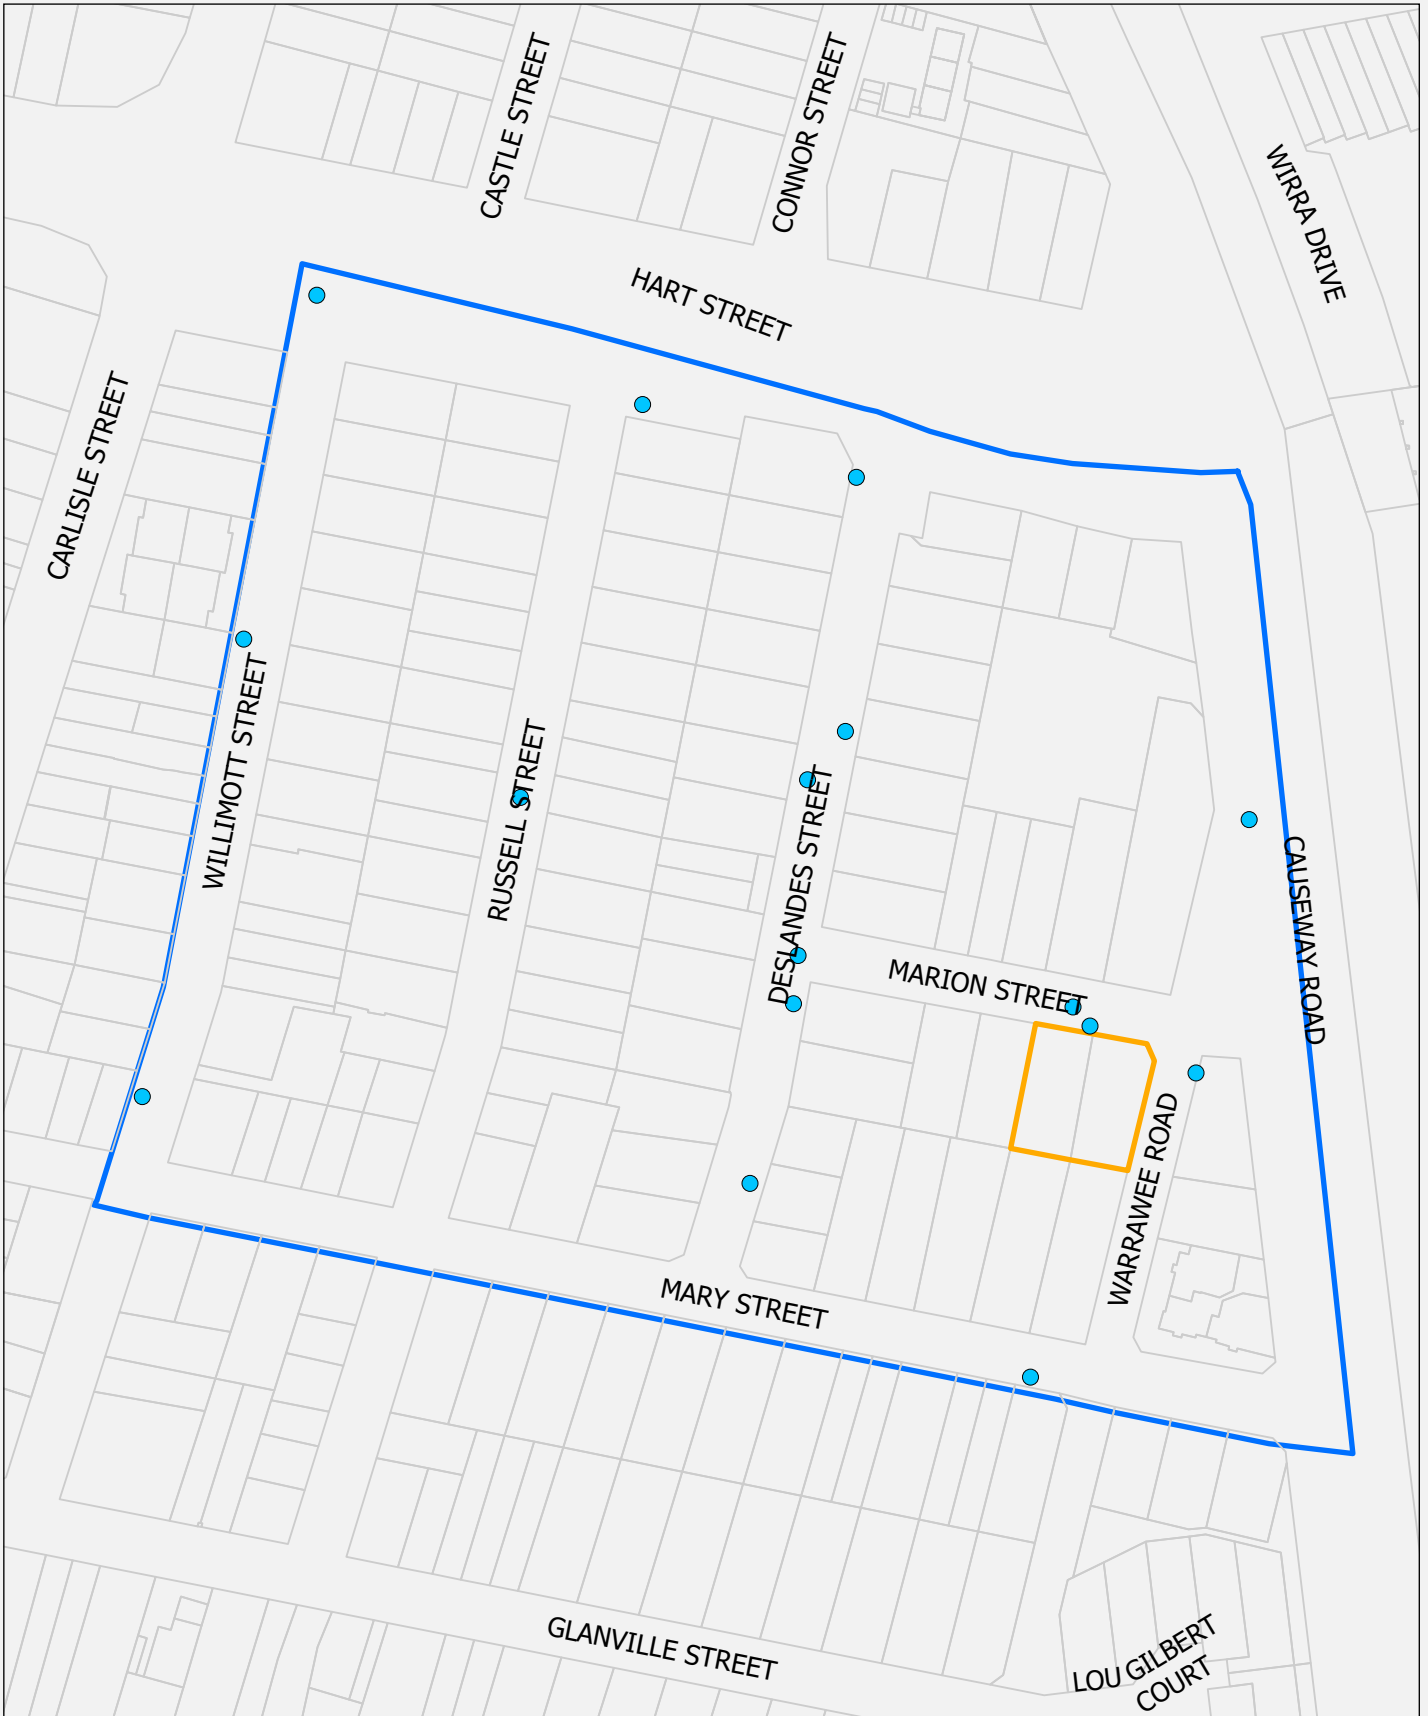 CASTLE STREET
CONNOR STREET
WIRRA DRIVE
HART STREET
CARLISLE STREET
WILLIMOTT STREET
RUSSELL STREET
DESLANDES STREET
CAUSEWAY ROAD
MARION STREET
WARRAWEE ROAD
MARY STREET
GLANVILLE STREET
LOU GILBERT
COURT